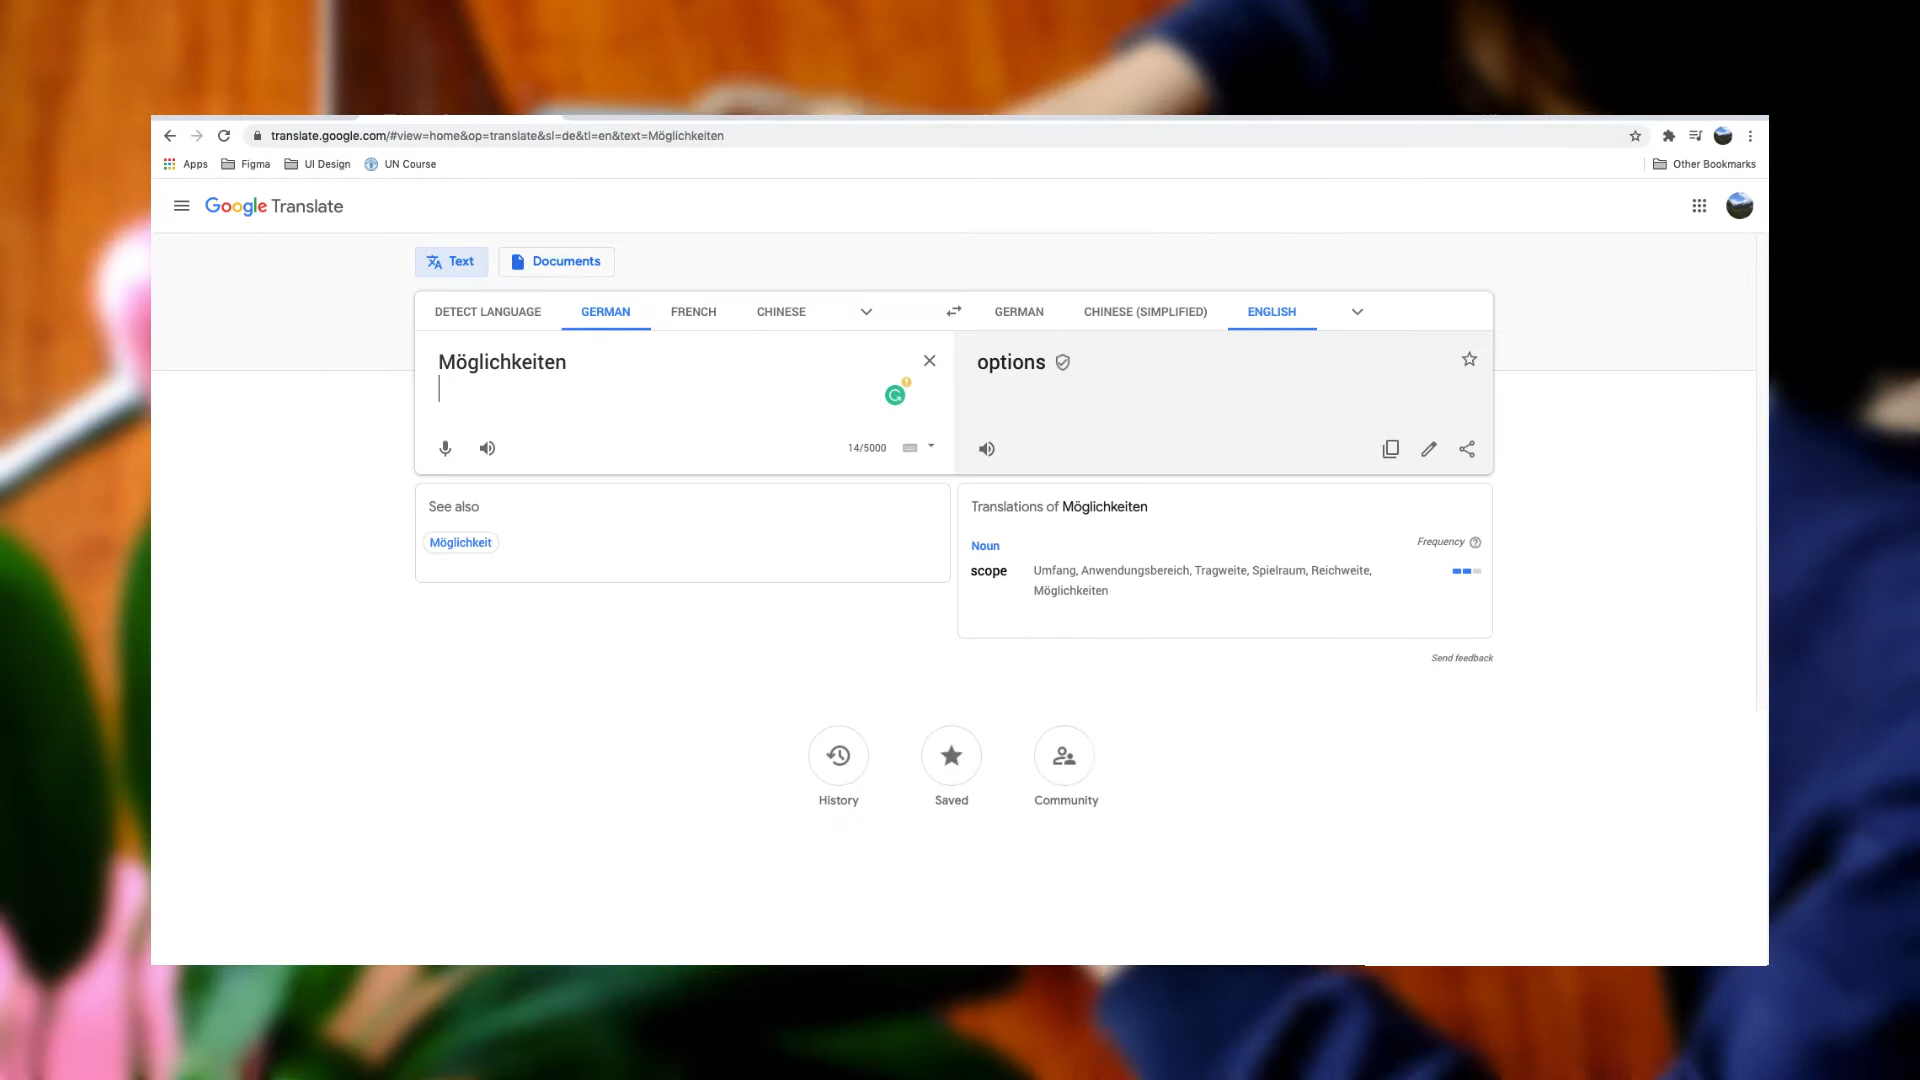 translate.google.com/#view=home&op=translate&sl=de&tl=en&text=Möglichkeiten
Apps Figma UI Design UN Course Other Bookmarks
Google Translate
Text Documents
DETECT LANGUAGE GERMAN FRENCH CHINESE GERMAN CHINESE (SIMPLIFIED) ENGLISH
Möglichkeiten options
14/5000
See also Translations of Möglichkeiten
Möglichkeit
Noun Frequency
scope Umfang, Anwendungsbereich, Tragweite, Spielraum, Reichweite,
Möglichkeiten
Send feedback
History Saved Community